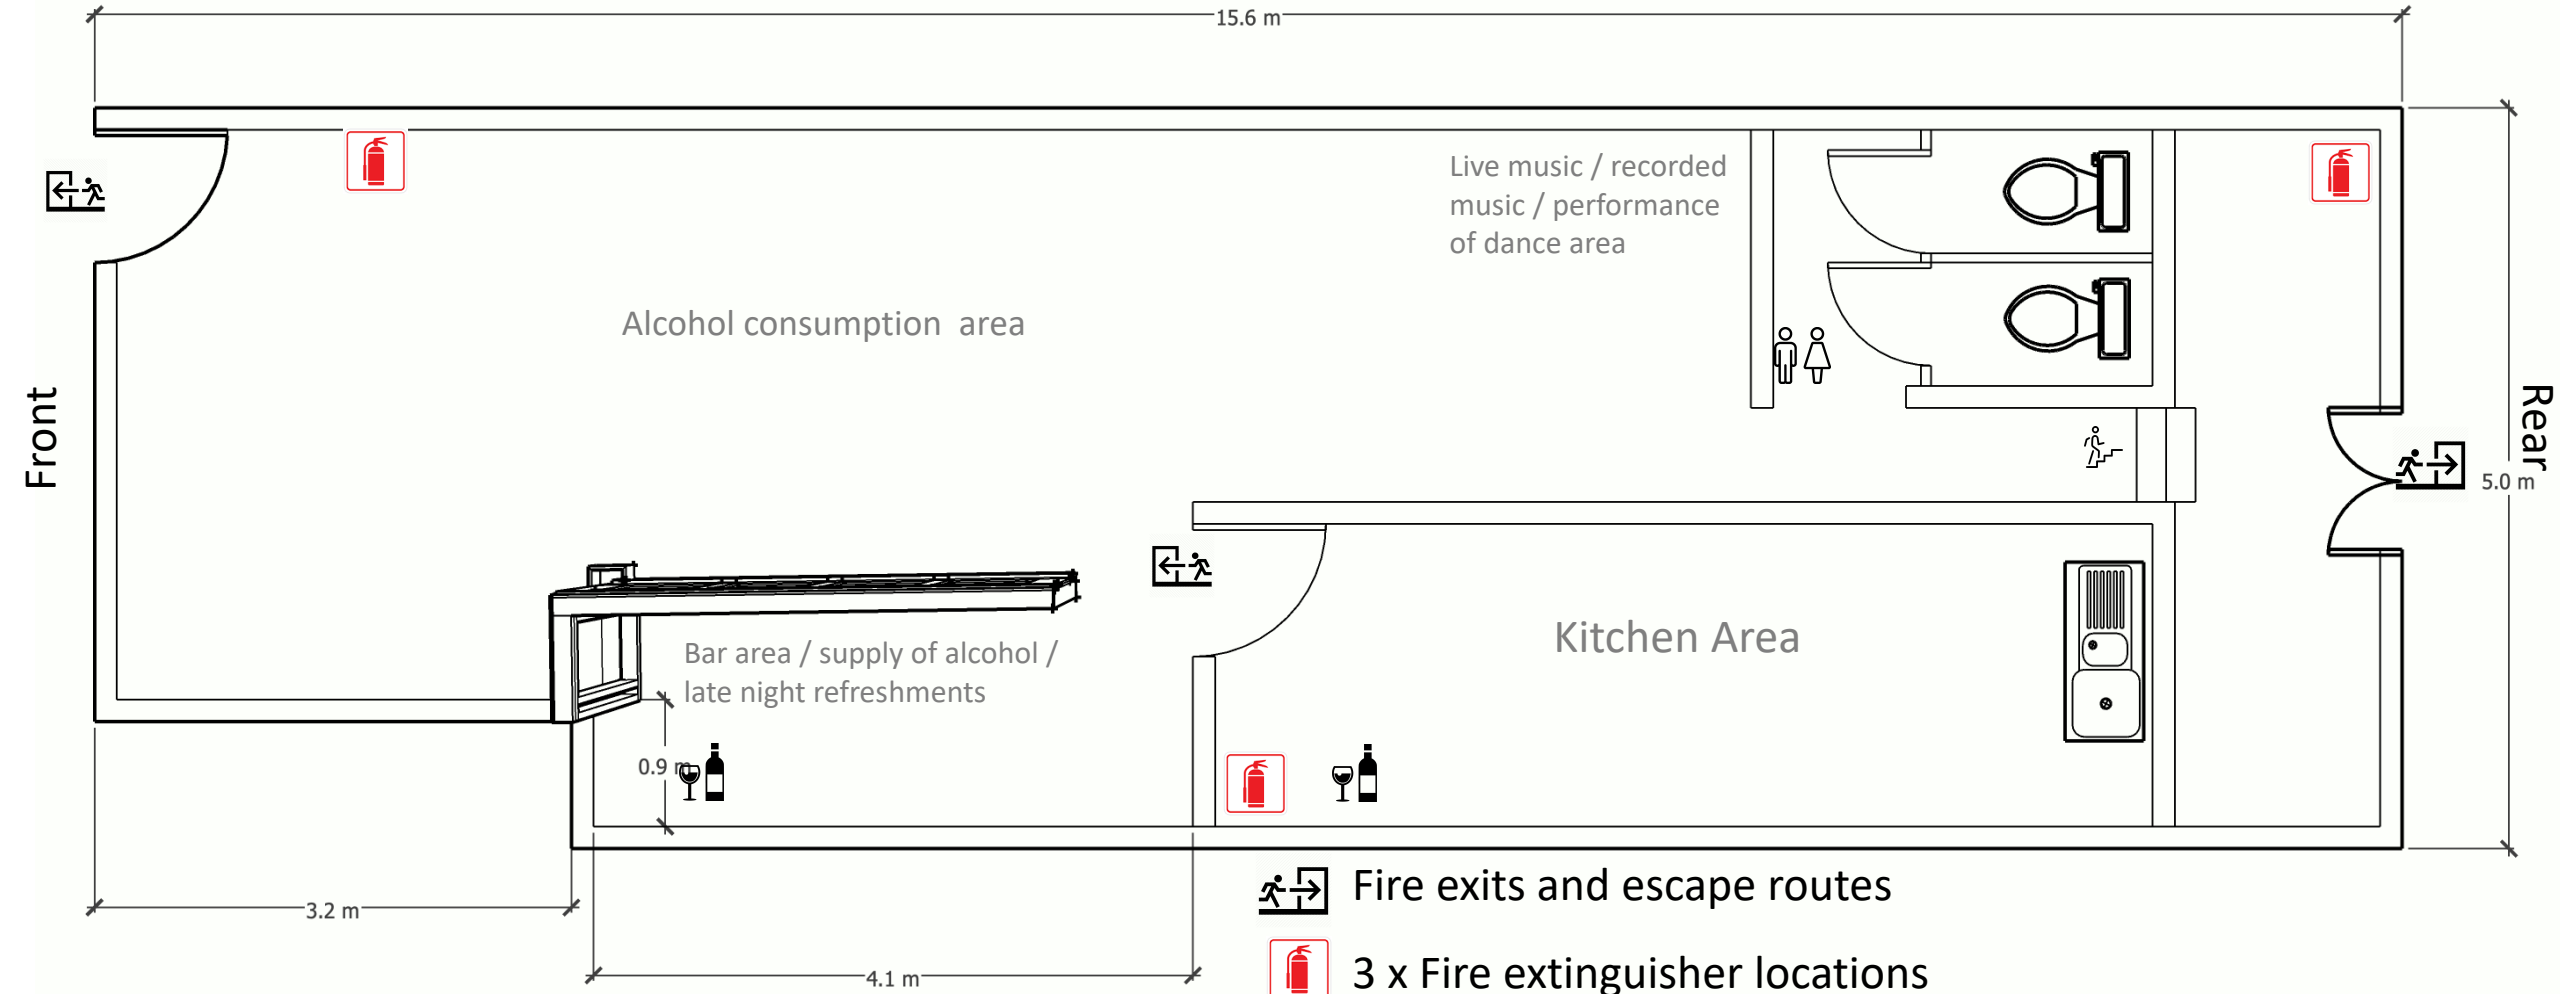 15.6 m
Live music / recorded
music / performance
of dance area
Alcohol consumption  area
Front
Rear
5.0 m
Bar area / supply of alcohol /
late night refreshments
Kitchen Area
0.9 m
3.2 m
4.1 m
Fire exits and escape routes
3 x Fire extinguisher locations